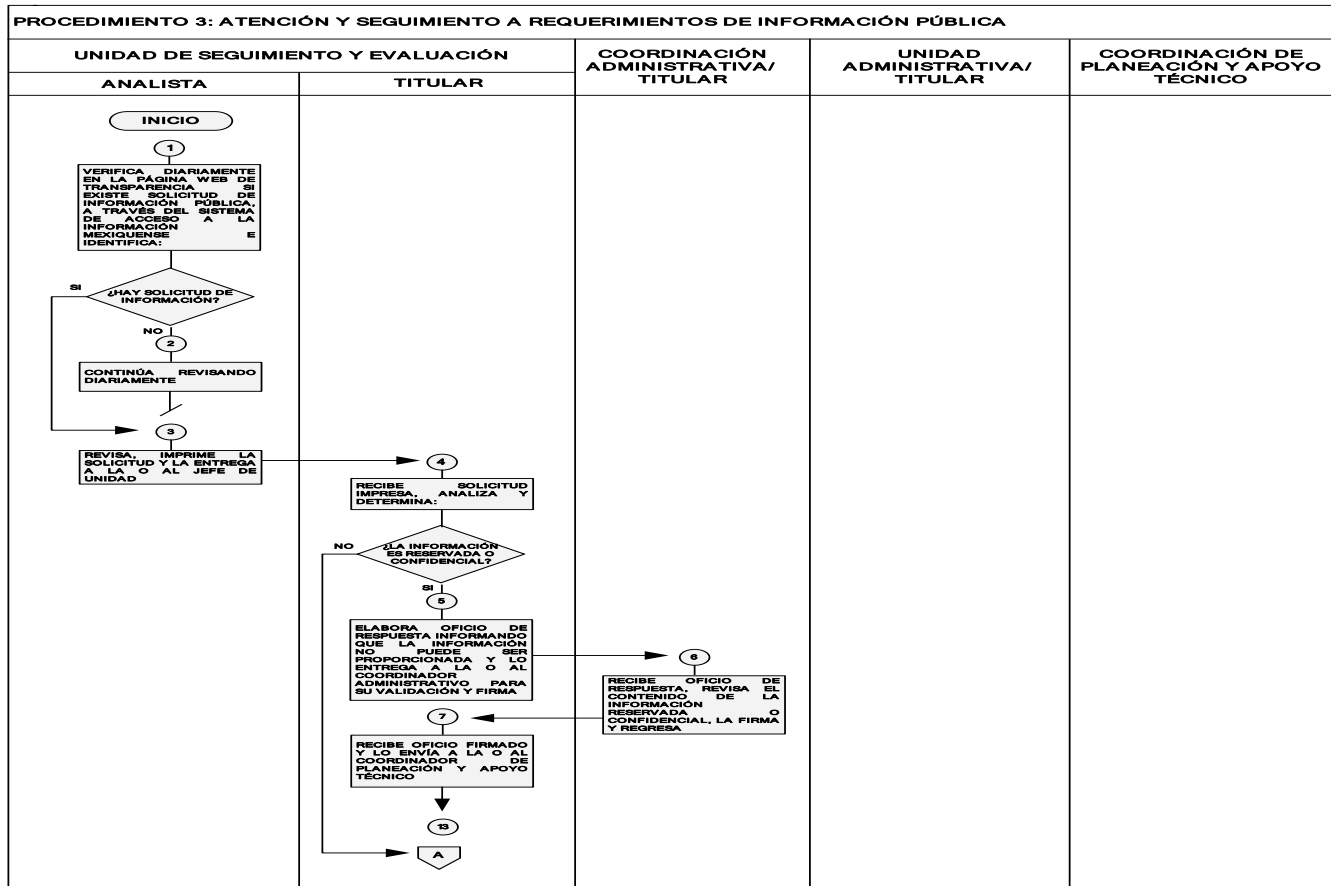 PROCEDIMIENTO 3: ATENCIÓN Y SEGUIMIENTO A REQUERIMIENTOS DE INFORMACIÓN PÚBLICA
UNIDAD DE SEGUIMIENTO Y EVALUACIÓN
ANALISTA
TITULAR
COORDINACIÓN
ADMINISTRATIVA/
TITULAR
UNIDAD
ADMINISTRATIVA/
TITULAR
COORDINACIÓN DE
PLANEACIÓN Y APOYO
TÉCNICO
INICIO
1
VERIFICA DIARIAMENTE
EN LA PÁGINA WEB DE
TRANSPARENCIA SI
EXISTE SOLICITUD DE
INFORMACIÓN PÚBLICA,
A TRAVÉS DEL SISTEMA
DE ACCESO A LA
INFORMACIÓN
MEXIQUENSE E
IDENTIFICA:
SI
¿HAY SOLICITUD DE
INFORMACIÓN?
NO
2
CONTINÚA REVISANDO
DIARIAMENTE
3
REVISA, IMPRIME LA
SOLICITUD Y LA ENTREGA
A LA O AL JEFE DE
UNIDAD
4
RECIBE SOLICITUD
IMPRESA, ANALIZA Y
DETERMINA:
NO
¿LA INFORMACIÓN
ES RESERVADA O
CONFIDENCIAL?
SI
5
ELABORA OFICIO DE
RESPUESTA INFORMANDO
QUE LA INFORMACIÓN
NO PUEDE SER
PROPORCIONADA Y LO
ENTREGA A LA O AL
COORDINADOR
ADMINISTRATIVO PARA
SU VALIDACIÓN Y FIRMA
6
RECIBE OFICIO DE
RESPUESTA, REVISA EL
CONTENIDO DE LA
INFORMACIÓN
RESERVADA O
CONFIDENCIAL, LA FIRMA
Y REGRESA
7
RECIBE OFICIO FIRMADO
Y LO ENVÍA A LA O AL
COORDINADOR DE
PLANEACIÓN Y APOYO
TÉCNICO
13
A